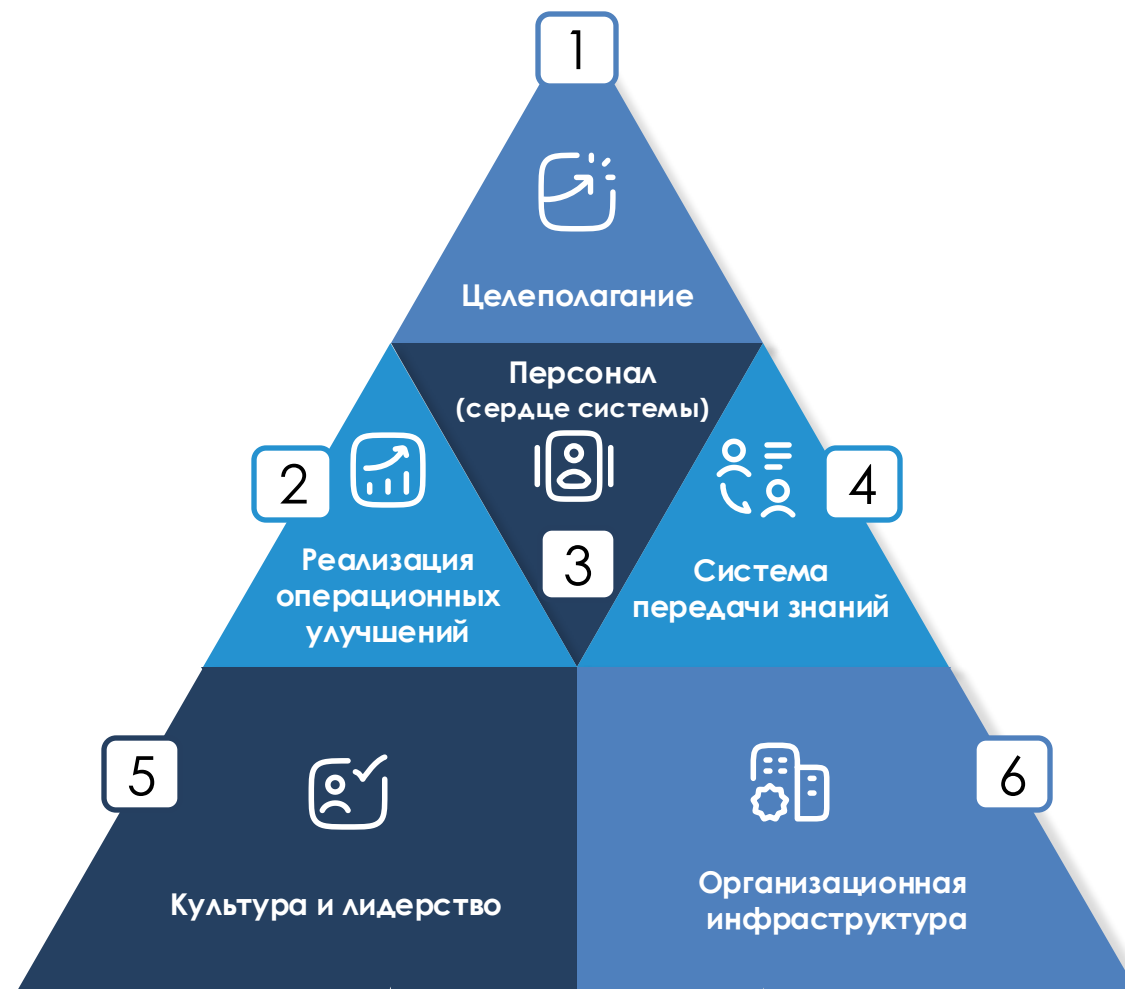 1
Целеполагание
Персонал
(сердце системы)
2
Реализация
операционных
улучшений
3
4
Система
передачи знаний
5
Культура и лидерство
6
Организационная
инфраструктура